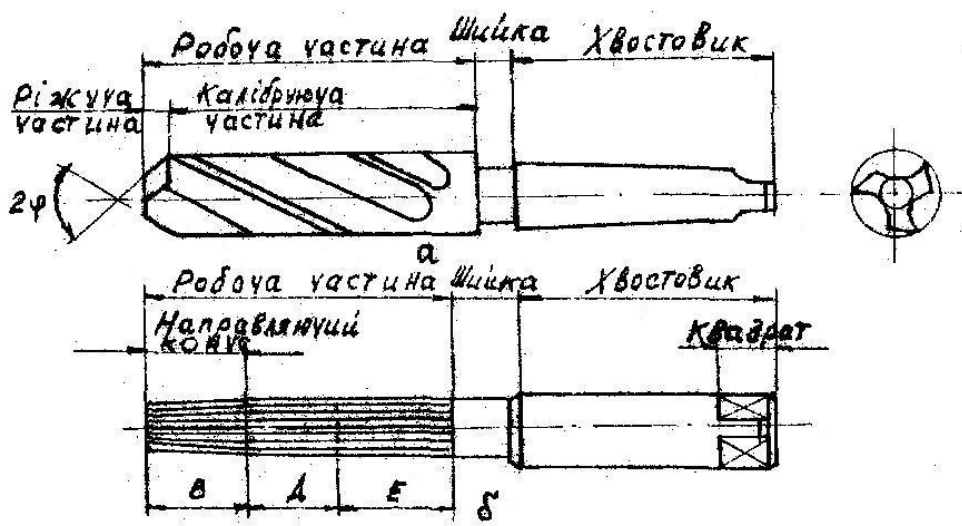 Робоча частина Шийка Хвостовик
Ріжуча
частина
Калібруюча
частина
2φ
а
Робоча частина Шийка Хвостовик
Направляючий
конус
Квадрат
В Д Е
б